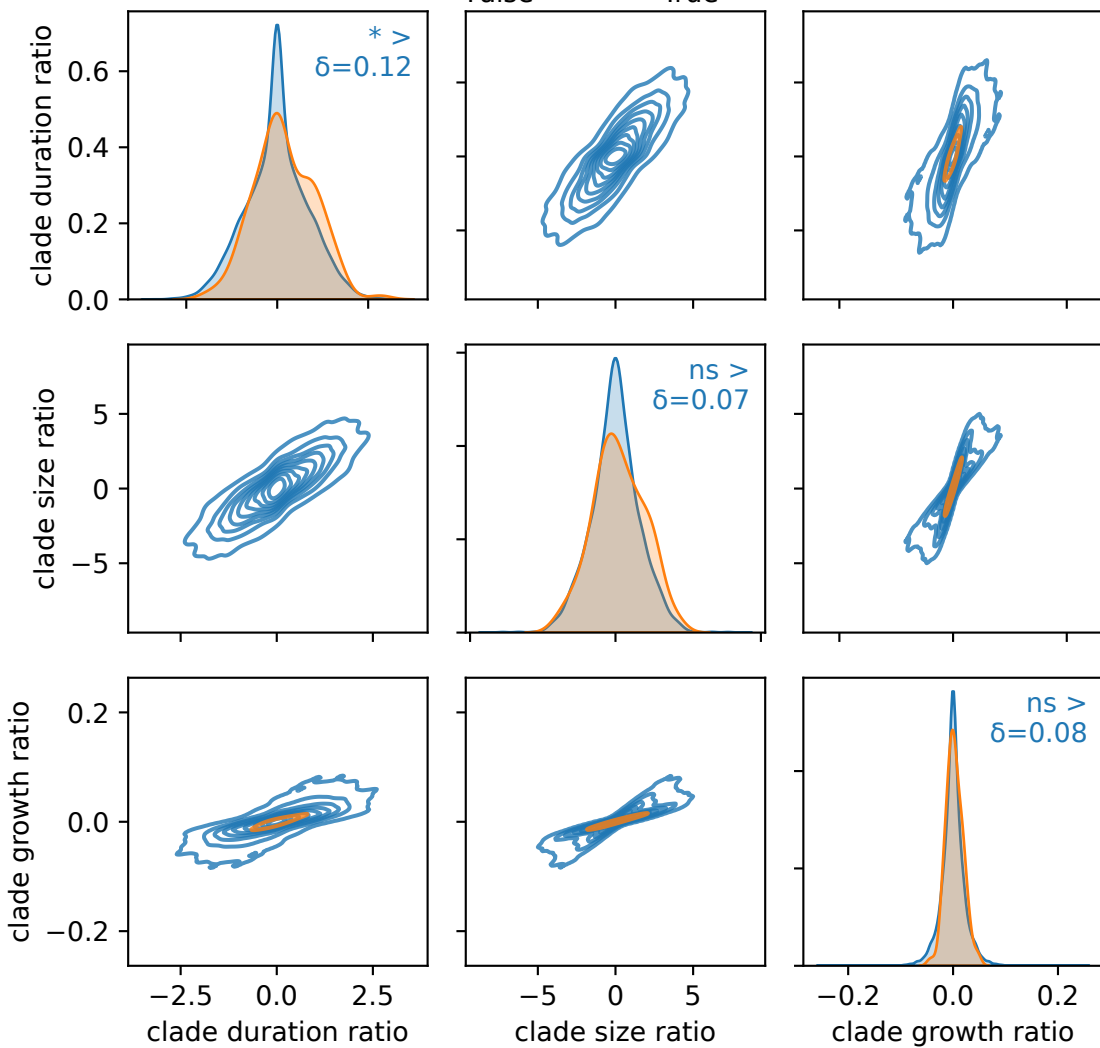 clade duration ratio
0.6
0.4
0.2
0.0
* >
δ=0.12
clade size ratio
5
0
−5
ns >
δ=0.07
clade growth ratio
0.2
0.0
−0.2
ns >
δ=0.08
−2.5 0.0 2.5
−5 0 5
−0.2 0.0 0.2
clade duration ratio
clade size ratio
clade growth ratio